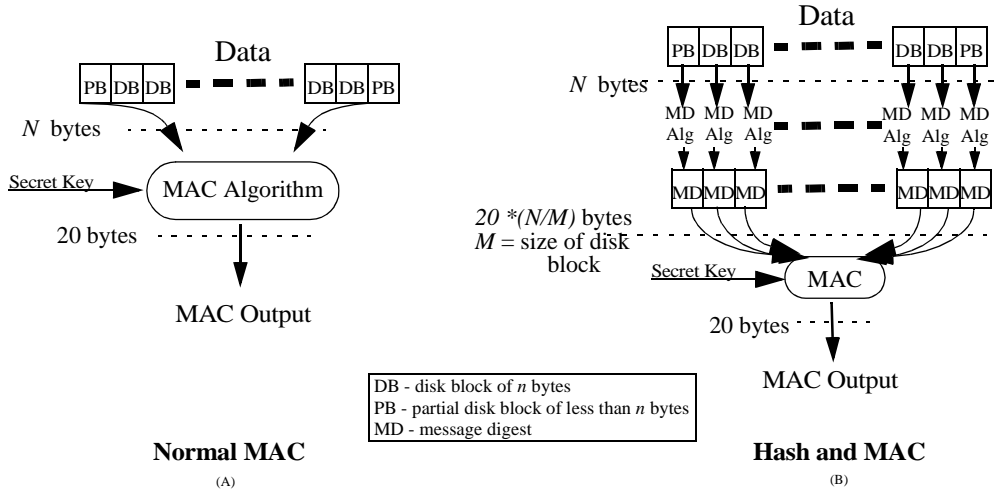 Data
PB DB DB DB DB PB
N bytes
Secret Key
MAC Algorithm
20 bytes
MAC Output
Normal MAC
(A)
Data
PB DB DB DB DB PB
N bytes
MD MD MD MD MD MD
Alg Alg Alg Alg Alg Alg
MD MD MD MD MD MD
20 *(N/M) bytes
M = size of disk
block
Secret Key
MAC
20 bytes
MAC Output
Hash and MAC
(B)
DB - disk block of n bytes
PB - partial disk block of less than n bytes
MD - message digest